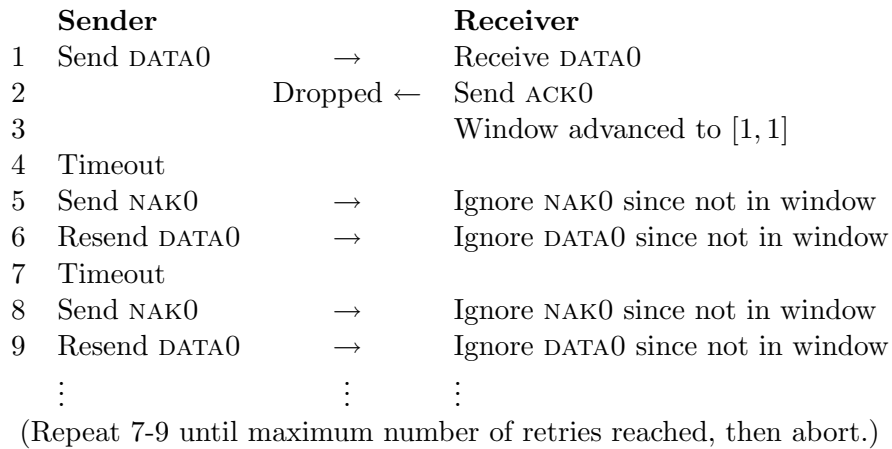 Sender Receiver
1 Send DATA0 → Receive DATA0
2 Dropped ← Send ACK0
3 Window advanced to [1, 1]
4 Timeout
5 Send NAK0 → Ignore NAK0 since not in window
6 Resend DATA0 → Ignore DATA0 since not in window
7 Timeout
8 Send NAK0 → Ignore NAK0 since not in window
9 Resend DATA0 → Ignore DATA0 since not in window
⋮ ⋮ ⋮
(Repeat 7-9 until maximum number of retries reached, then abort.)